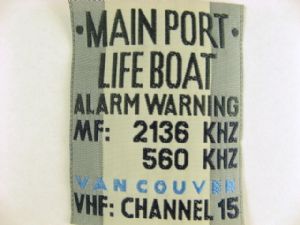 ·MAIN PORT·
LIFE BOAT
ALARM WARNING
MF: 2136 KHZ
560 KHZ
VANCOUVER
VHF: CHANNEL 15